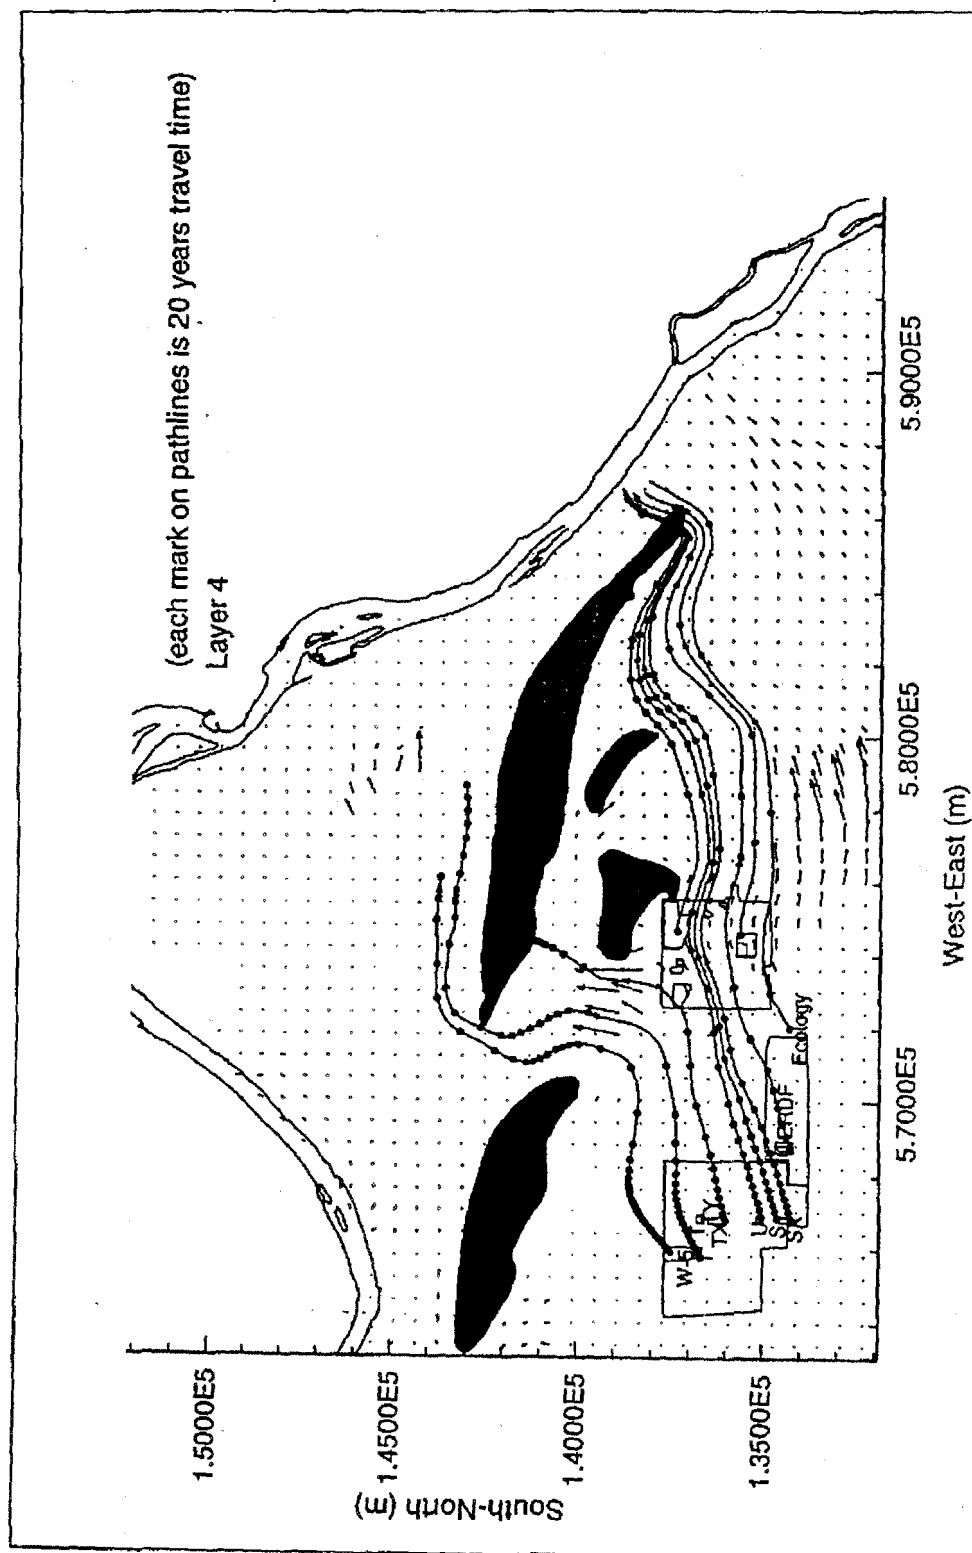 (each mark on pathlines is 20 years travel time)
Layer 4
1.5000E5
1.4500E5
1.4000E5
1.3500E5
South-North (m)
W-5
T
U
Ecology
5.7000E5
5.8000E5
5.9000E5
West-East (m)